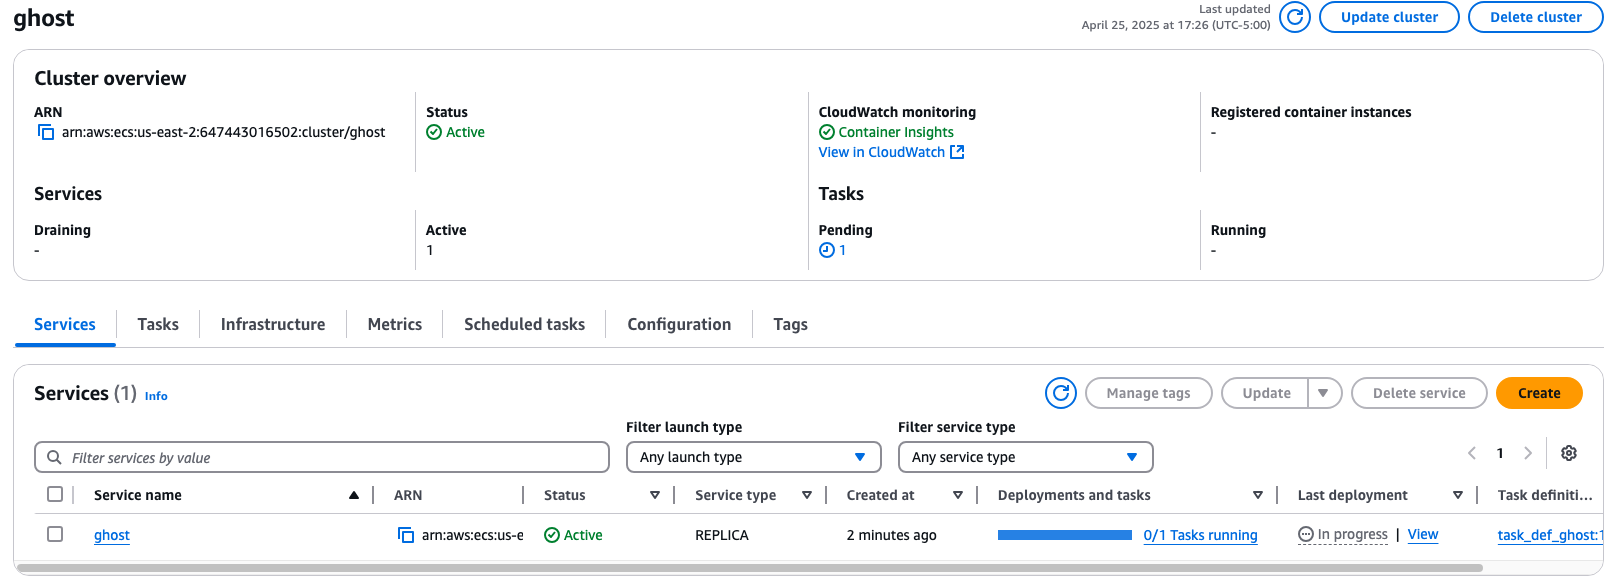 ghost
Last updated
April 25, 2025 at 17:26 (UTC-5:00)
Update cluster
Delete cluster
Cluster overview
ARN
arn:aws:ecs:us-east-2:647443016502:cluster/ghost
Status
Active
CloudWatch monitoring
Container Insights
View in CloudWatch
Registered container instances
-
Services
Tasks
Draining
-
Active
1
Pending
1
Running
-
Services Tasks Infrastructure Metrics Scheduled tasks Configuration Tags
Services (1) Info
Manage tags Update Delete service Create
Filter launch type
Filter service type
Filter services by value
Any launch type
Any service type
1
Service name ARN Status Service type Created at Deployments and tasks Last deployment Task definiti...
ghost arn:aws:ecs:us-e Active REPLICA 2 minutes ago 0/1 Tasks running In progress | View task_def_ghost:1